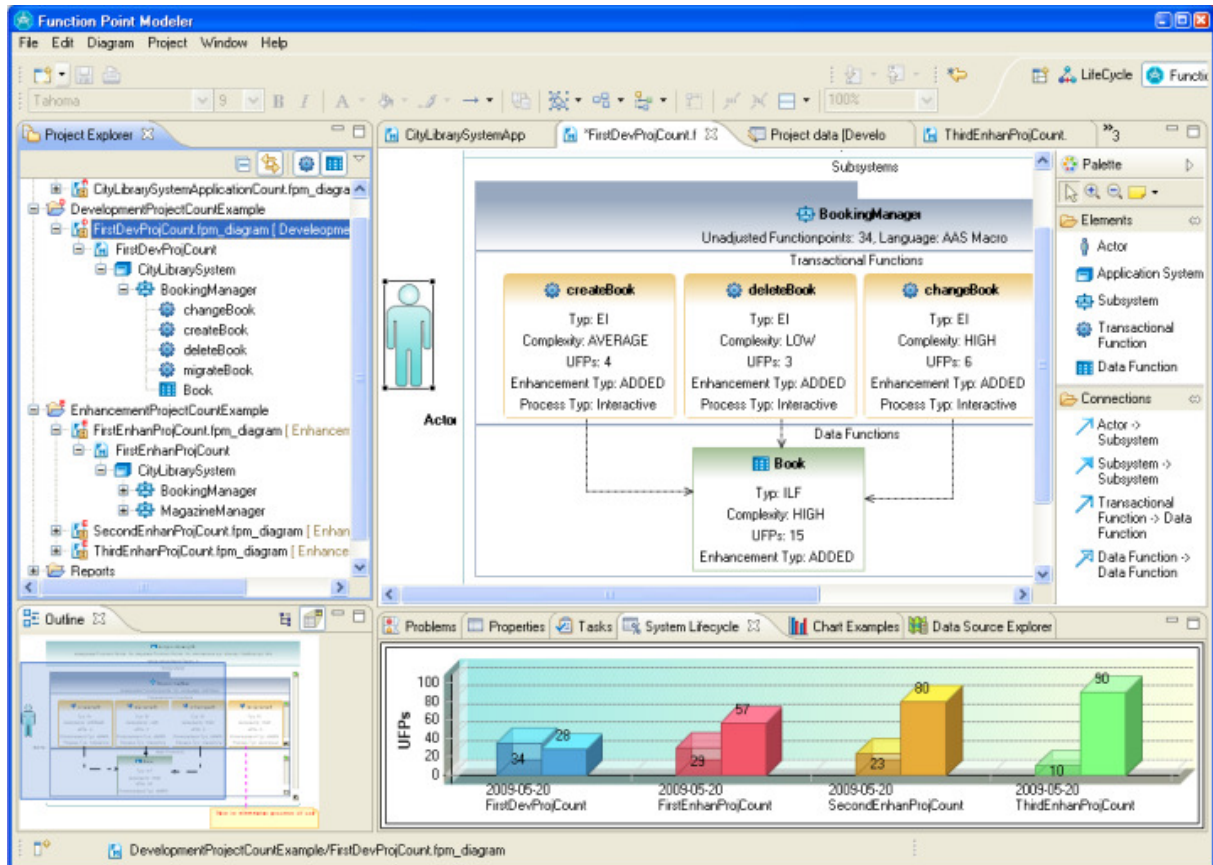 Function Point Modeler
File Edit Diagram Project Window Help
LifeCycle Functi
Tahoma 9 B I A 100%
Project Explorer
CityLibrarySystemApplicationCount.fpm_diagra
DevelopmentProjectCountExample
FirstDevProjCount.fpm_diagram [ Develeopme
FirstDevProjCount
CityLibrarySystem
BookingManager
changeBook
createBook
deleteBook
migrateBook
Book
EnhancementProjectCountExample
FirstEnhanProjCount.fpm_diagram [ Enhancem
FirstEnhanProjCount
CityLibrarySystem
BookingManager
MagazineManager
SecondEnhanProjCount.fpm_diagram [ Enhan
ThirdEnhanProjCount.fpm_diagram [ Enhance
Reports
CityLibrarySystemApp *FirstDevProjCount.f Project data [Develo ThirdEnhanProjCount. »3
Subsystems
BookingManager
Unadjusted Functionpoints: 34, Language: AAS Macro
Transactional Functions
createBook
Typ: EI
Complexity: AVERAGE
UFPs: 4
Enhancement Typ: ADDED
Process Typ: Interactive
deleteBook
Typ: EI
Complexity: LOW
UFPs: 3
Enhancement Typ: ADDED
Process Typ: Interactive
changeBook
Typ: EI
Complexity: HIGH
UFPs: 6
Enhancement Typ: ADDED
Process Typ: Interactive
Actor
Data Functions
Book
Typ: ILF
Complexity: HIGH
UFPs: 15
Enhancement Typ: ADDED
Palette
Elements
Actor
Application System
Subsystem
Transactional
Function
Data Function
Connections
Actor ->
Subsystem
Subsystem ->
Subsystem
Transactional
Function -> Data
Function
Data Function ->
Data Function
Outline
Problems Properties Tasks System Lifecycle Chart Examples Data Source Explorer
UFPs
100
80
60
40
20
0
34 28 29 57 23 80 10 90
2009-05-20 2009-05-20 2009-05-20 2009-05-20
FirstDevProjCount FirstEnhanProjCount SecondEnhanProjCount ThirdEnhanProjCount
DevelopmentProjectCountExample/FirstDevProjCount.fpm_diagram